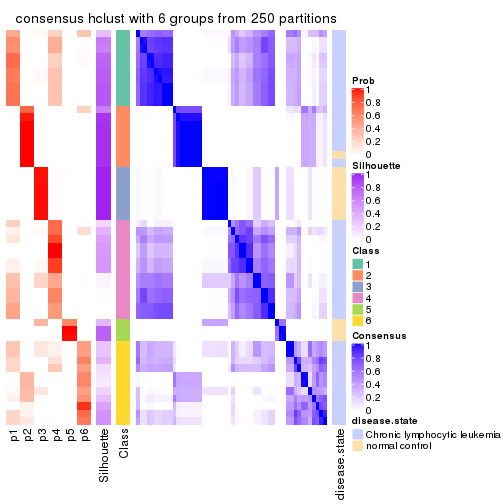 consensus hclust with 6 groups from 250 partitions
Prob
1
0.8
0.6
0.4
0.2
0
Silhouette
1
0.8
0.6
0.4
0.2
0
Class
1
2
3
4
5
6
Consensus
1
0.8
0.6
0.4
0.2
0
disease.state
Chronic lymphocytic leukemia
normal control
p1
p2
p3
p4
p5
p6
Silhouette
Class
disease.state